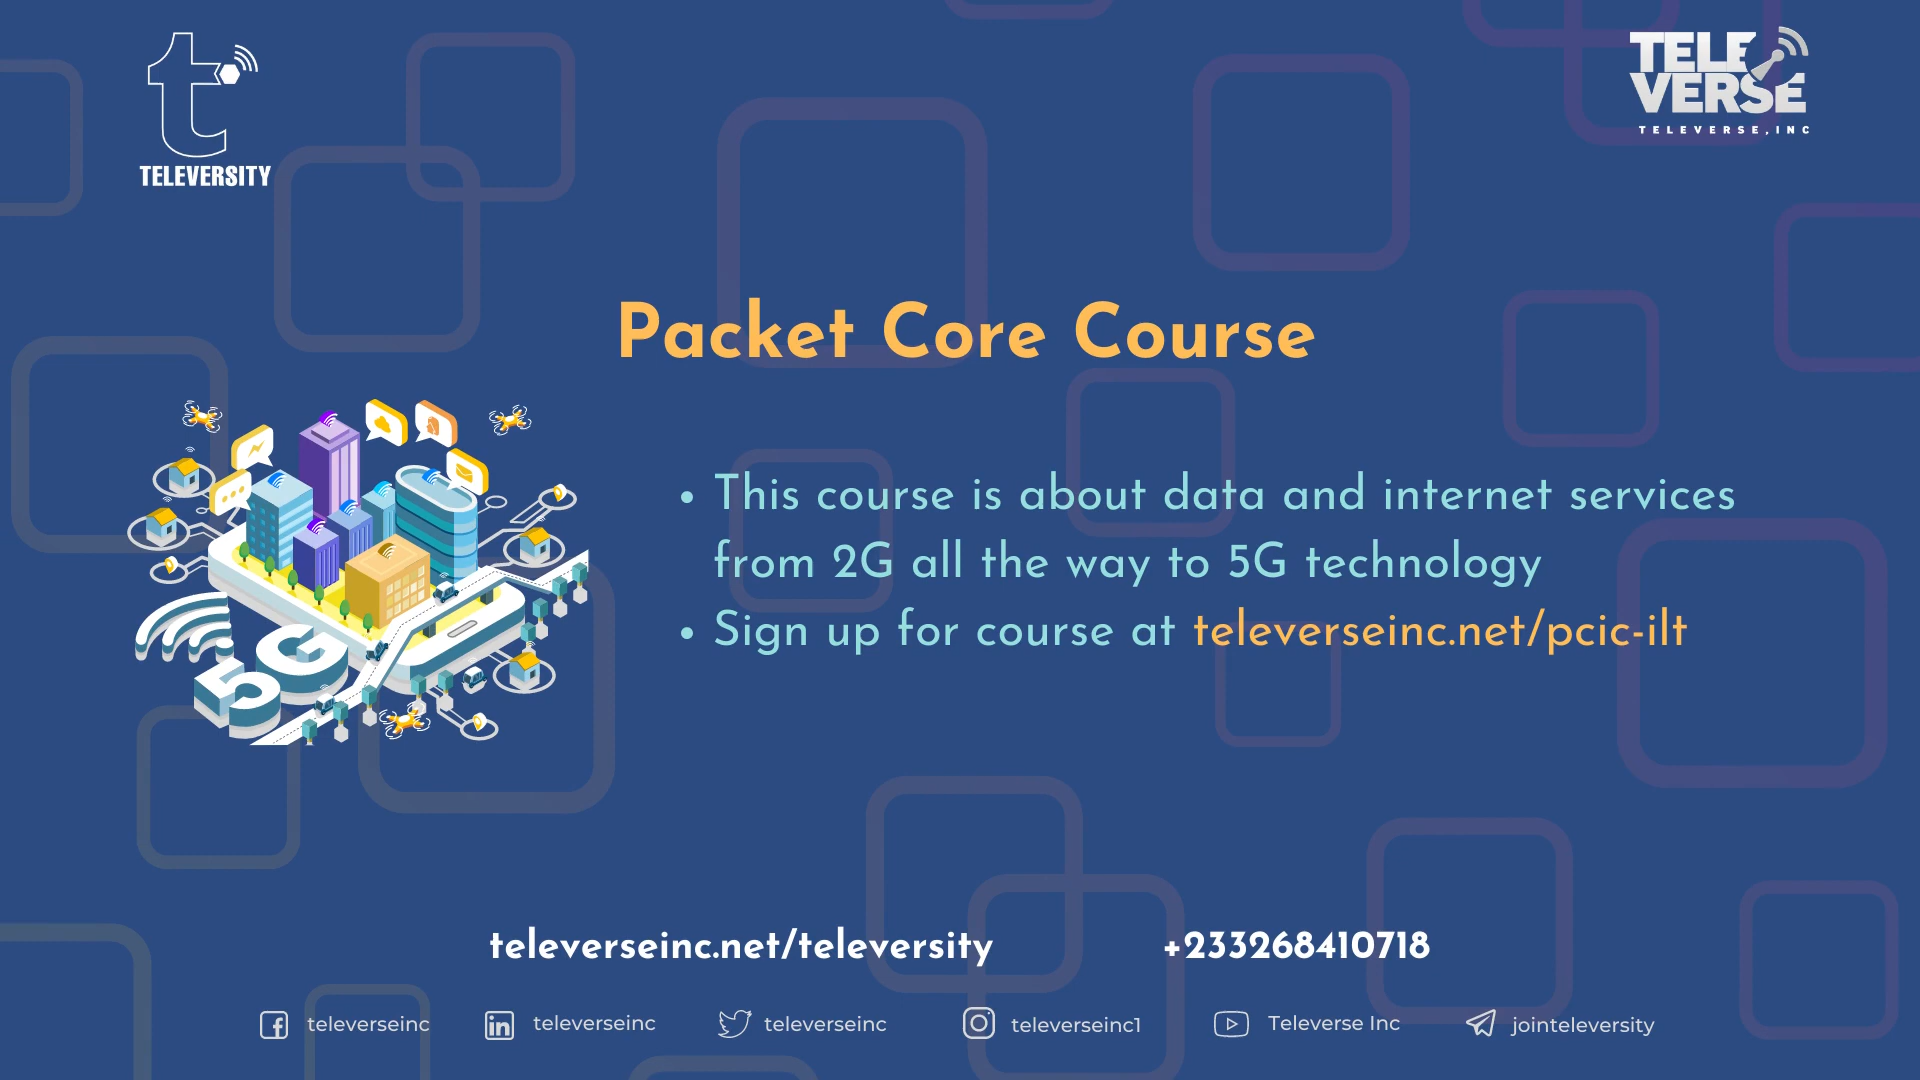 TELEVERSITY
TELE
VERSE
TELEVERSE,INC
Packet Core Course
• This course is about data and internet services
from 2G all the way to 5G technology
• Sign up for course at televerseinc.net/pcic-ilt
5G
televerseinc.net/televersity +233268410718
televerseinc televerseinc televerseinc televerseinc1 Televerse Inc jointeleversity